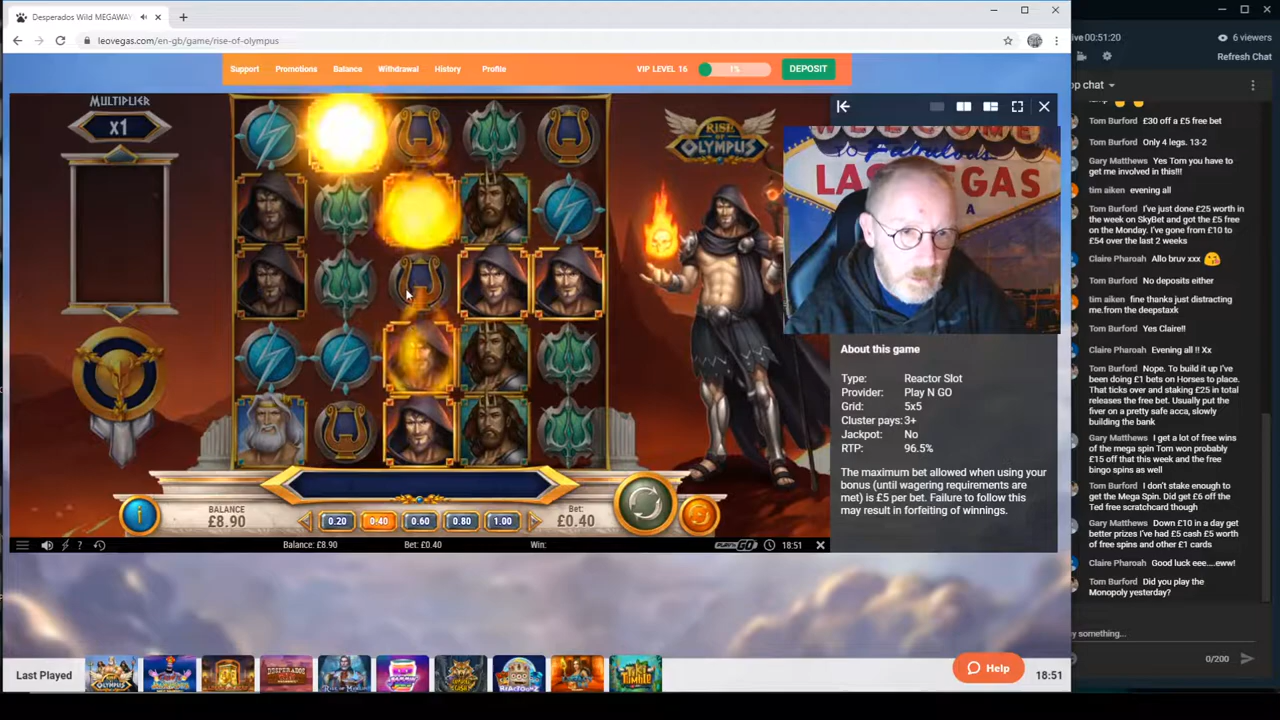 Desperados Wild MEGAWAY
leovegas.com/en-gb/game/rise-of-olympus
Support Promotions Balance Withdrawal History Profile
VIP LEVEL 16 1% DEPOSIT
MULTIPLIER
x1
RISE OF OLYMPUS
WELCOME
TO Fabulous
LAS VEGAS
A
About this game
Type: Reactor Slot
Provider: Play N GO
Grid: 5x5
Cluster pays: 3+
Jackpot: No
RTP: 96.5%
The maximum bet allowed when using your
bonus (until wagering requirements are
met) is £5 per bet. Failure to follow this
may result in forfeiting of winnings.
BALANCE
£8.90
0.20 0.40 0.60 0.80 1.00
Bet:
£0.40
Balance: £8.90 Bet: £0.40 Win:
PLAY'N GO 18:51
Last Played
Help
18:51
ive 00:51:20
6 viewers
Refresh Chat
op chat
Tom Burford £30 off a £5 free bet
Tom Burford Only 4 legs. 13-2
Gary Matthews Yes Tom you have to
get me involved in this!!!
tim aiken evening all
Tom Burford I've just done £25 worth in
the week on SkyBet and got the £5 free
on the Monday. I've gone from £10 to
£54 over the last 2 weeks
Claire Pharoah Allo bruv xxx
Tom Burford No deposits either
tim aiken fine thanks just distracting
me.from the deepstaxk
Tom Burford Yes Claire!!
Claire Pharoah Evening all !! Xx
Tom Burford Nope. To build it up I've
been doing £1 bets on Horses to place.
That ticks over and staking £25 in total
releases the free bet. Usually put the
fiver on a pretty safe acca, slowly
building the bank
Gary Matthews I get a lot of free wins
of the mega spin Tom won probably
£15 off that this week and the free
bingo spins as well
Tom Burford I don't stake enough to
get the Mega Spin. Did get £6 off the
Ted free scratchcard though
Gary Matthews Down £10 in a day get
better prizes I've had £5 cash £5 worth
of free spins and other £1 cards
Claire Pharoah Good luck eee....eww!
Tom Burford Did you play the
Monopoly yesterday?
y something...
0/200